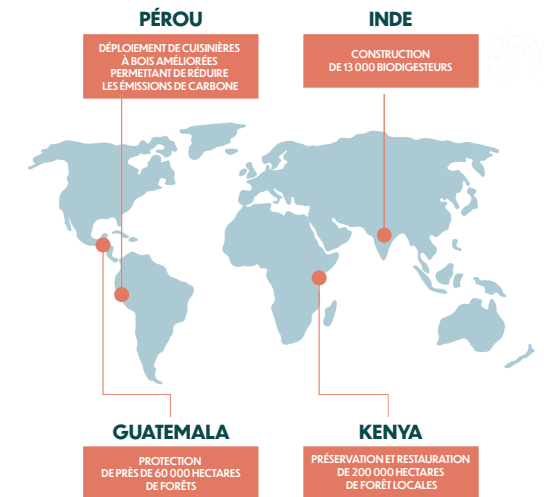 PÉROU
DÉPLOIEMENT DE CUISINIÈRES
À BOIS AMÉLIORÉES
PERMETTANT DE RÉDUIRE
LES ÉMISSIONS DE CARBONE
INDE
CONSTRUCTION
DE 13 000 BIODIGESTEURS
GUATEMALA
PROTECTION
DE PRÈS DE 60 000 HECTARES
DE FORÊTS
KENYA
PRÉSERVATION ET RESTAURATION
DE 200 000 HECTARES
DE FORÊT LOCALES